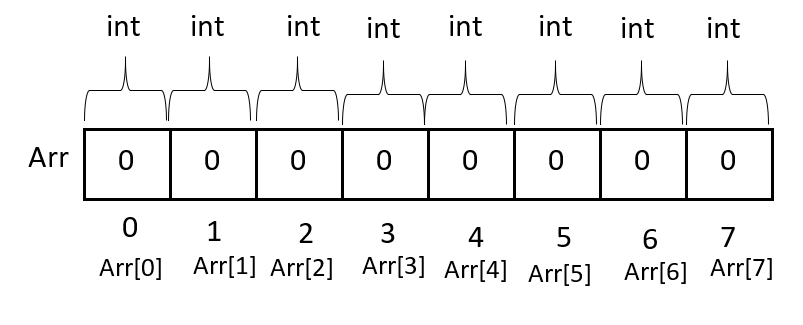 int int int int int int int int
Arr 0 0 0 0 0 0 0 0
0 1 2 3 4 5 6 7
Arr[0] Arr[1] Arr[2] Arr[3] Arr[4] Arr[5] Arr[6] Arr[7]